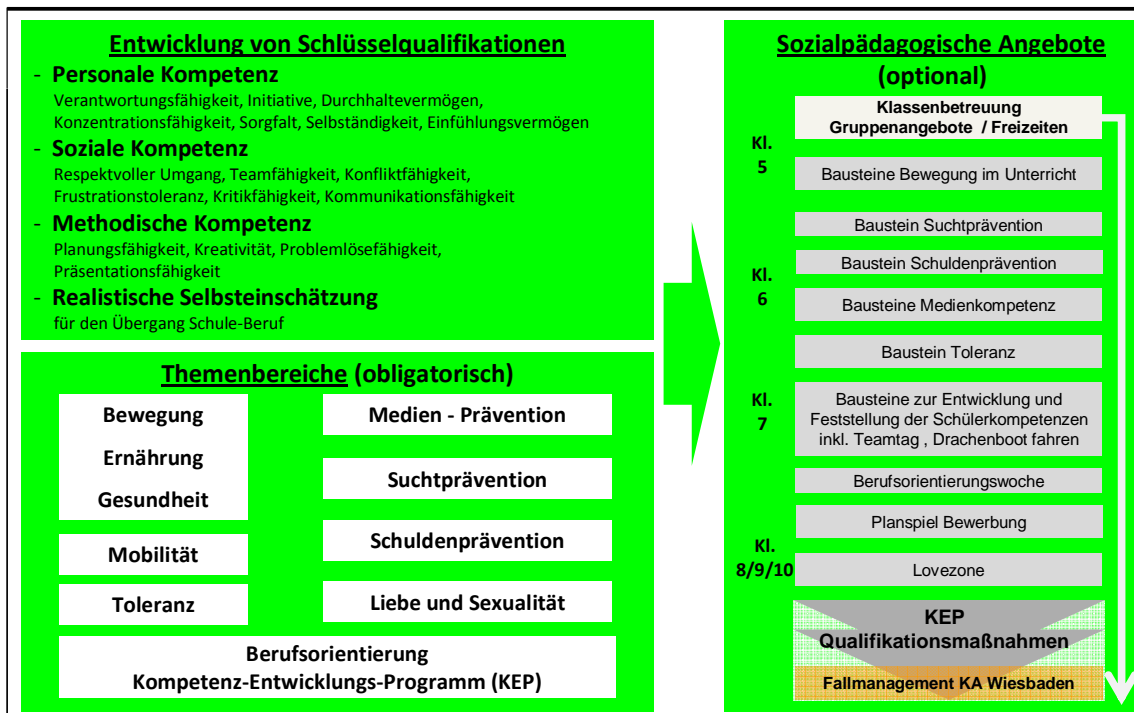 Entwicklung von Schlüsselqualifikationen
- Personale Kompetenz
Verantwortungsfähigkeit, Initiative, Durchhaltevermögen,
Konzentrationsfähigkeit, Sorgfalt, Selbständigkeit, Einfühlungsvermögen
- Soziale Kompetenz
Respektvoller Umgang, Teamfähigkeit, Konfliktfähigkeit,
Frustrationstoleranz, Kritikfähigkeit, Kommunikationsfähigkeit
- Methodische Kompetenz
Planungsfähigkeit, Kreativität, Problemlösefähigkeit,
Präsentationsfähigkeit
- Realistische Selbsteinschätzung
für den Übergang Schule-Beruf
Themenbereiche (obligatorisch)
Bewegung
Ernährung
Gesundheit
Mobilität
Toleranz
Medien - Prävention
Suchtprävention
Schuldenprävention
Liebe und Sexualität
Berufsorientierung
Kompetenz-Entwicklungs-Programm (KEP)
Sozialpädagogische Angebote
(optional)
Klassenbetreuung
Gruppenangebote / Freizeiten
Kl.
5
Bausteine Bewegung im Unterricht
Baustein Suchtprävention
Baustein Schuldenprävention
Kl.
6
Bausteine Medienkompetenz
Baustein Toleranz
Kl.
7
Bausteine zur Entwicklung und
Feststellung der Schülerkompetenzen
inkl. Teamtag , Drachenboot fahren
Berufsorientierungswoche
Planspiel Bewerbung
Kl.
8/9/10
Lovezone
KEP
Qualifikationsmaßnahmen
Fallmanagement KA Wiesbaden